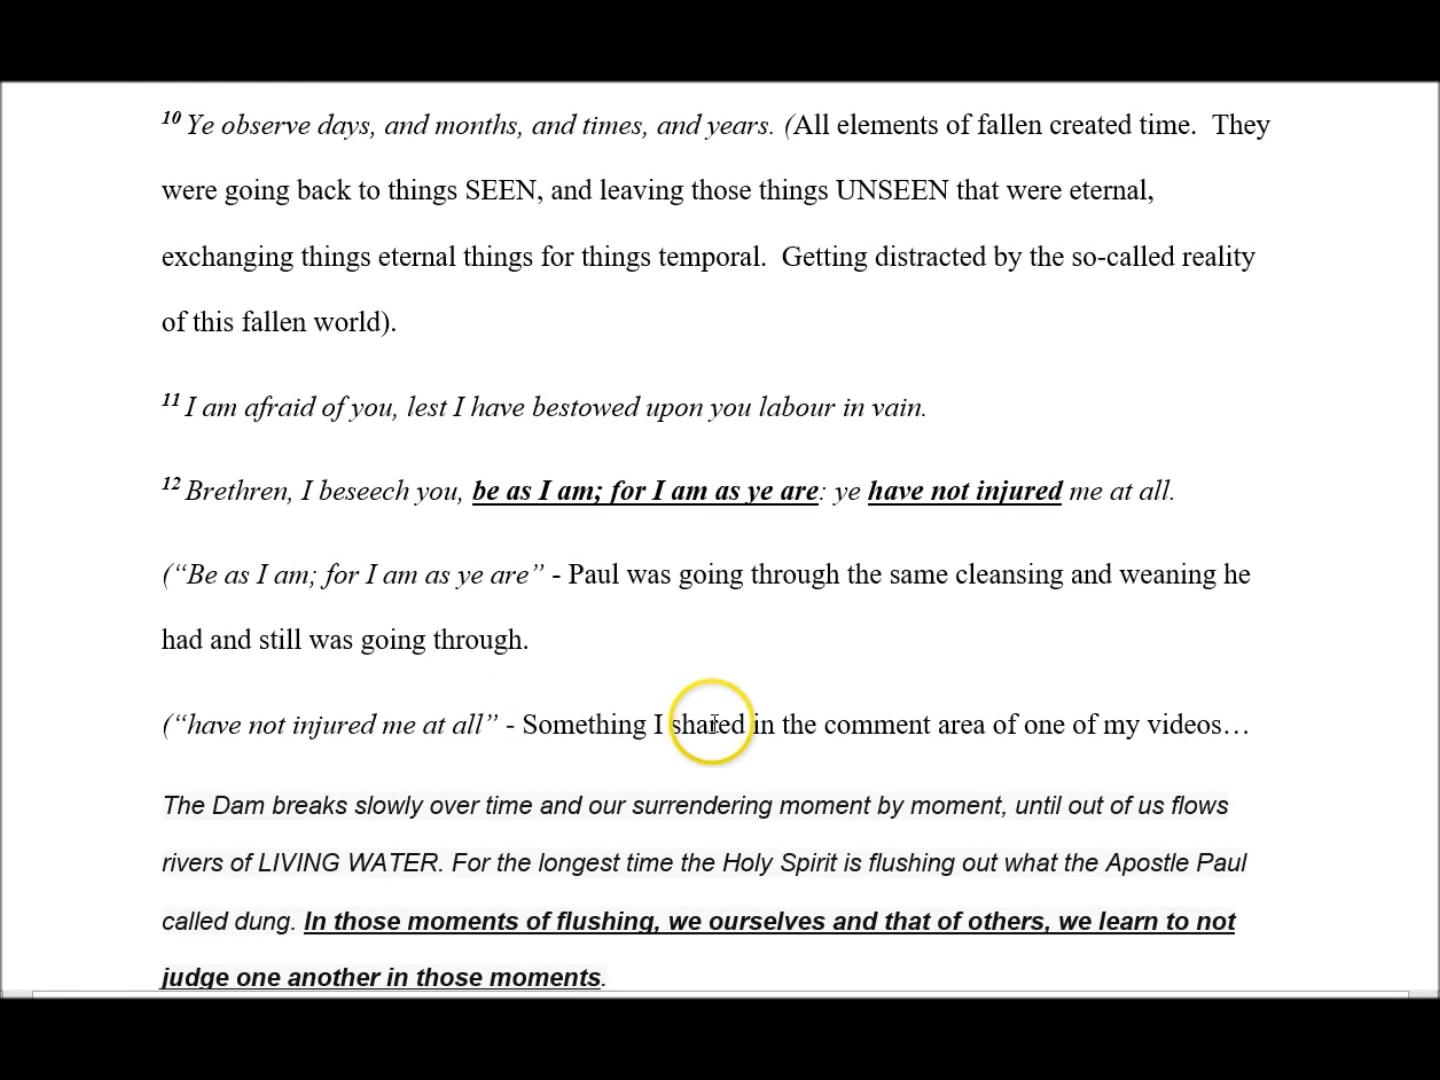 10 Ye observe days, and months, and times, and years. (All elements of fallen created time.  They
were going back to things SEEN, and leaving those things UNSEEN that were eternal,
exchanging things eternal things for things temporal.  Getting distracted by the so-called reality
of this fallen world).
11 I am afraid of you, lest I have bestowed upon you labour in vain.
12 Brethren, I beseech you, be as I am; for I am as ye are: ye have not injured me at all.
(“Be as I am; for I am as ye are” - Paul was going through the same cleansing and weaning he
had and still was going through.
(“have not injured me at all” - Something I shared in the comment area of one of my videos…
The Dam breaks slowly over time and our surrendering moment by moment, until out of us flows
rivers of LIVING WATER. For the longest time the Holy Spirit is flushing out what the Apostle Paul
called dung. In those moments of flushing, we ourselves and that of others, we learn to not
judge one another in those moments.